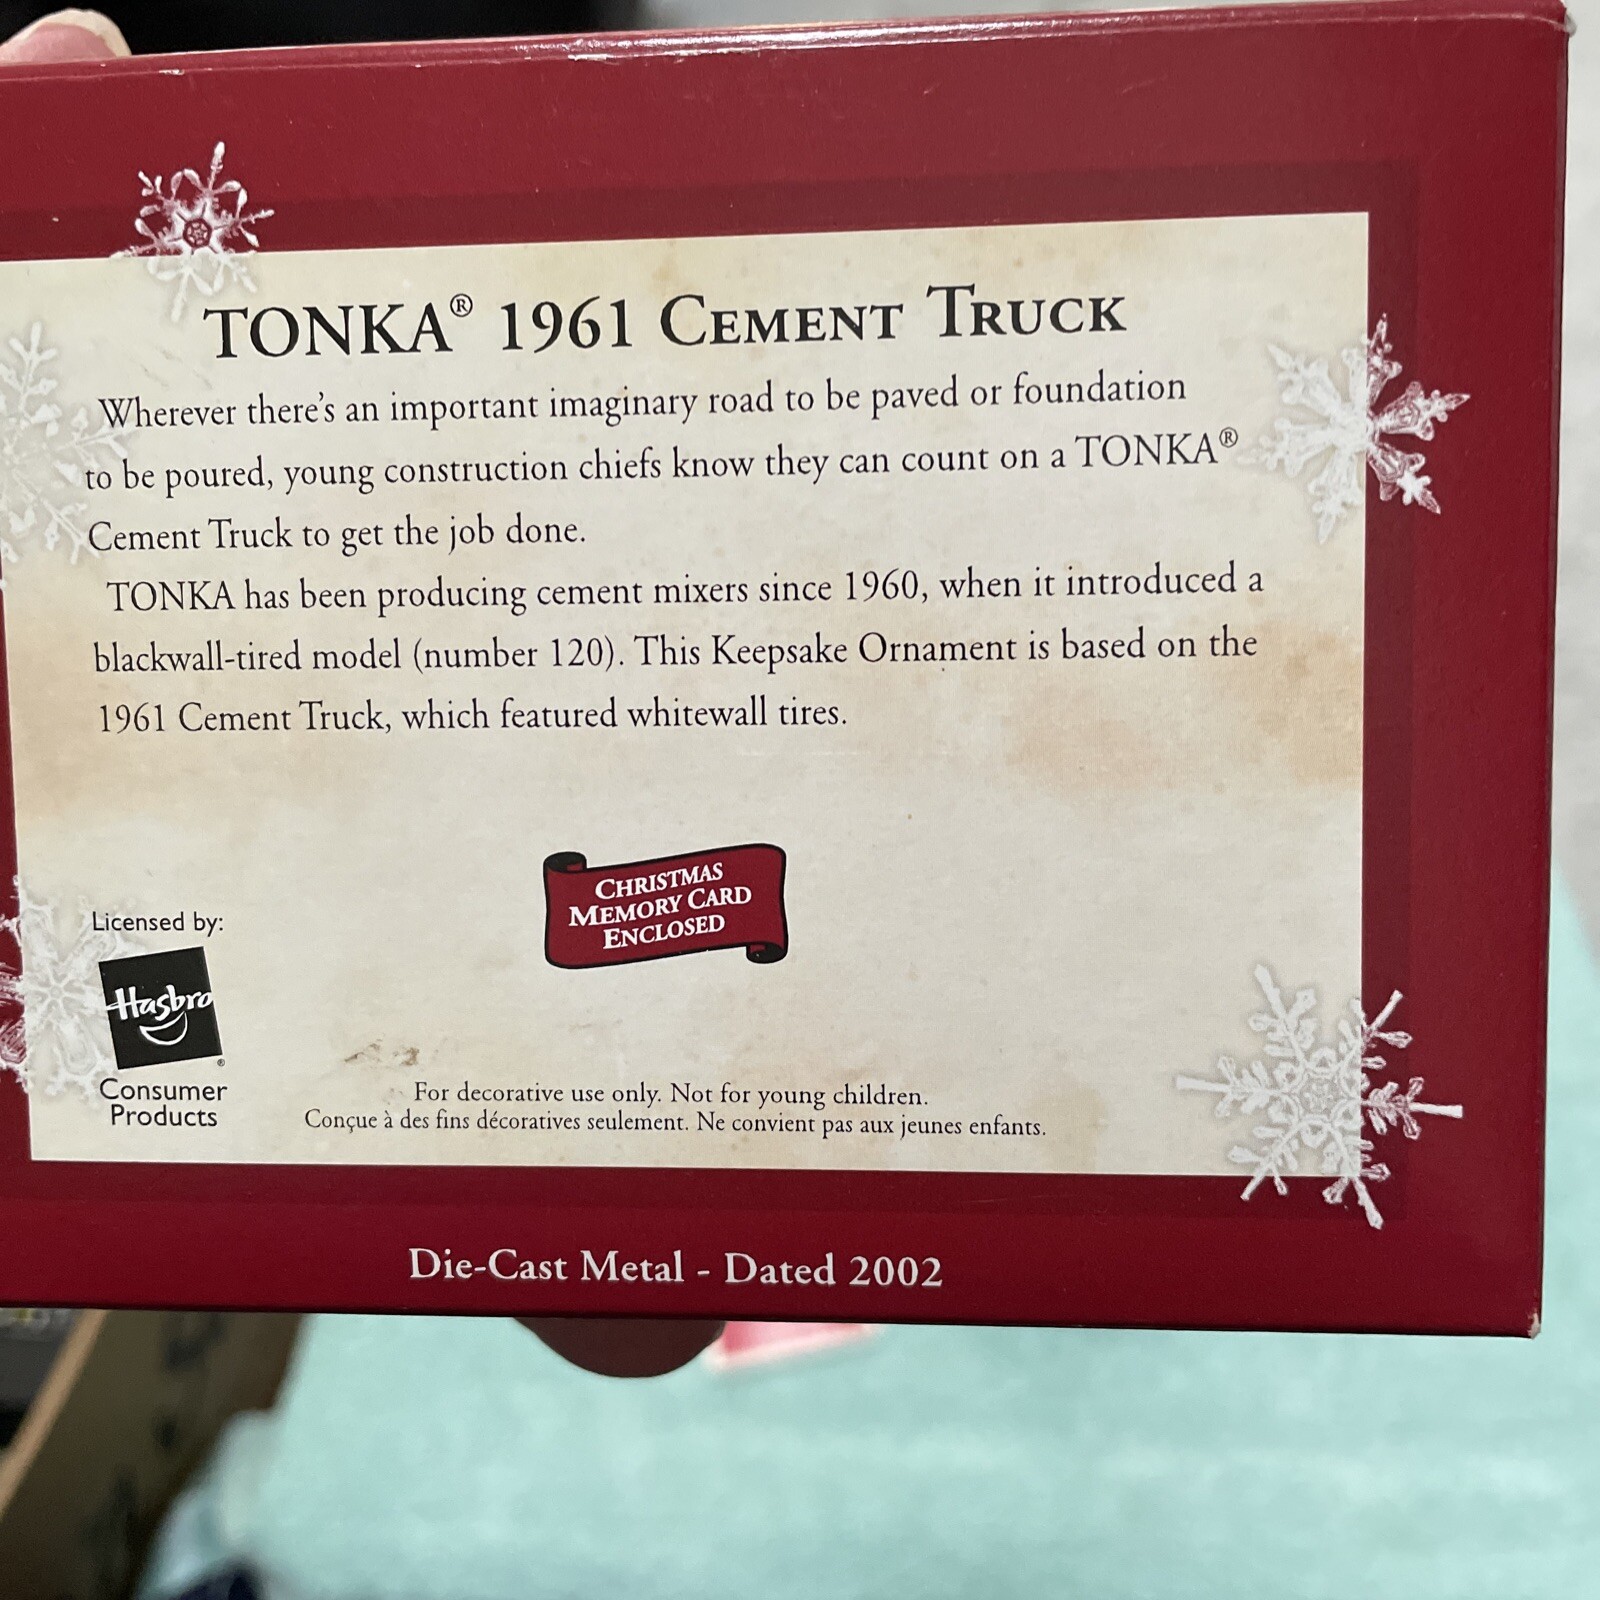 TONKA® 1961 CEMENT TRUCK
Wherever there's an important imaginary road to be paved or foundation
to be poured, young construction chiefs know they can count on a TONKA®
Cement Truck to get the job done.
TONKA has been producing cement mixers since 1960, when it introduced a
blackwall-tired model (number 120). This Keepsake Ornament is based on the
1961 Cement Truck, which featured whitewall tires.
CHRISTMAS
MEMORY CARD
ENCLOSED
Licensed by:
Hasbro
®
Consumer
Products
For decorative use only. Not for young children.
Conçue à des fins décoratives seulement. Ne convient pas aux jeunes enfants.
Die-Cast Metal - Dated 2002